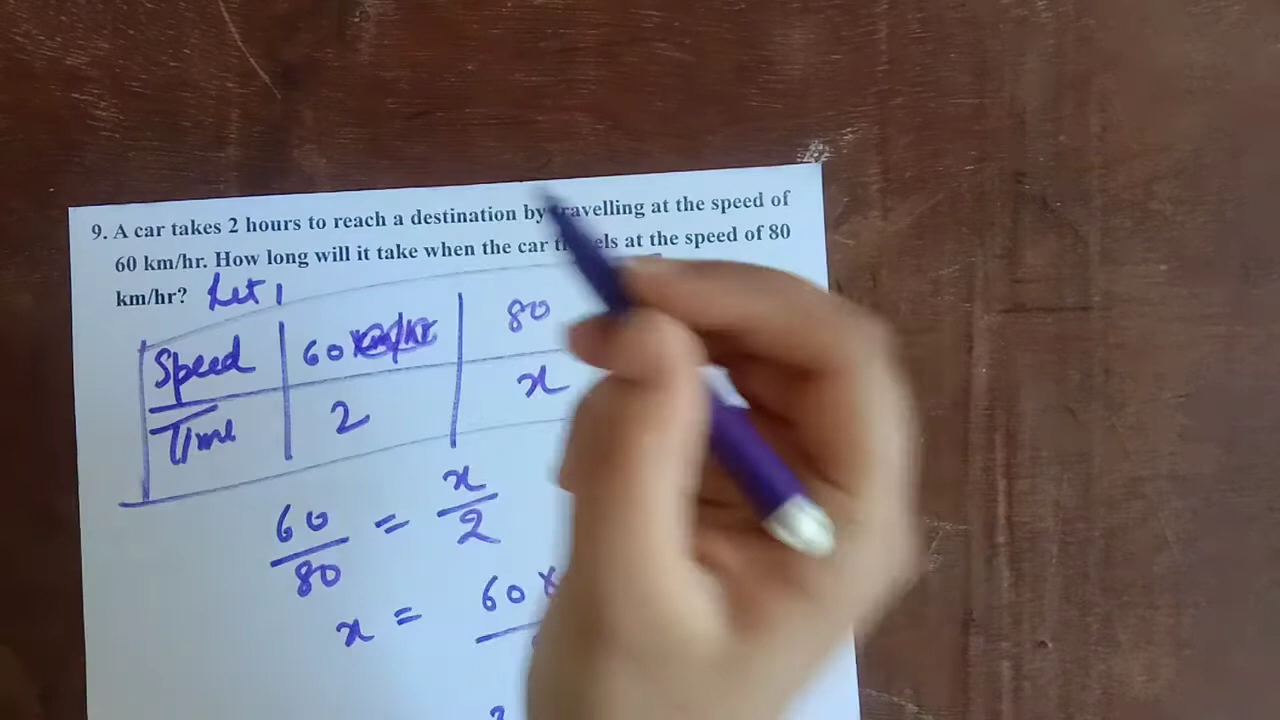 9. A car takes 2 hours to reach a destination by travelling at the speed of
60 km/hr. How long will it take when the car travels at the speed of 80
km/hr? Let
Speed 60 80
Time 2 x
60/80 = x/2
x = 60 x